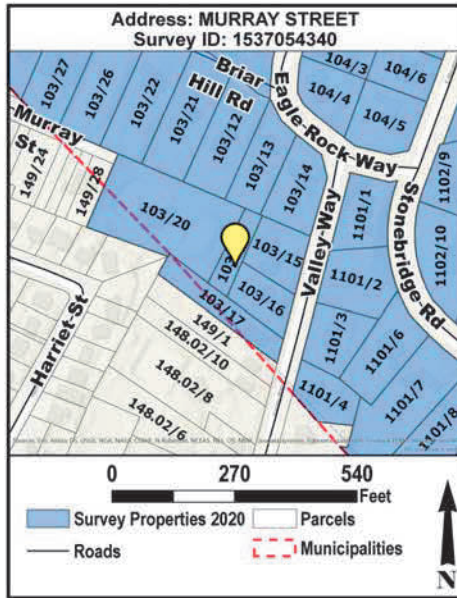 Address: MURRAY STREET
Survey ID: 1537054340
103/27
103/26
103/22
103/21
103/12
103/13
103/14
Briar
Hill Rd
Eagle-Rock-Way
104/3
104/6
104/4
104/5
1102/9
Murray
St
149/24
149/28
103/20
103
103/15
103/16
103/17
Valley-Way
1101/1
Stonebridge-Rd
1102/10
1101/2
1101/3
1101/6
Harriet-St
149/1
148.02/10
148.02/8
148.02/6
1101/4
1101/7
1101/8
0 270 540
Feet
Survey Properties 2020
Parcels
Roads
Municipalities
N